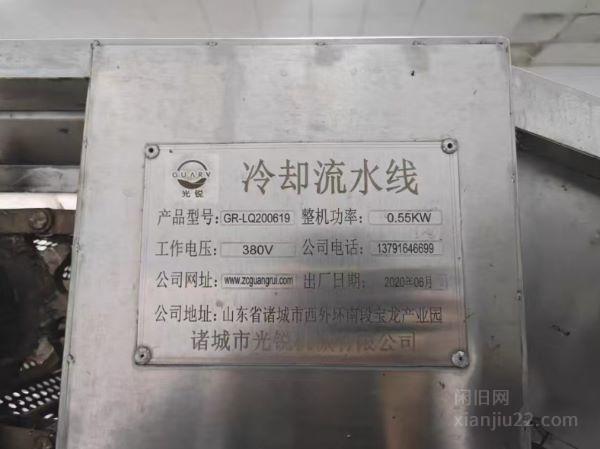 GUARV
光锐
冷却流水线
产品型号: GR-LQ200619 整机功率: 0.55KW
工作电压: 380V 公司电话: 13791646699
公司网址: www.zcguangrui.com 出厂日期: 2020年06月
公司地址: 山东省诸城市西外环南段宝龙产业园
诸城市光锐机械有限公司
闲旧网
xianjiu22.com